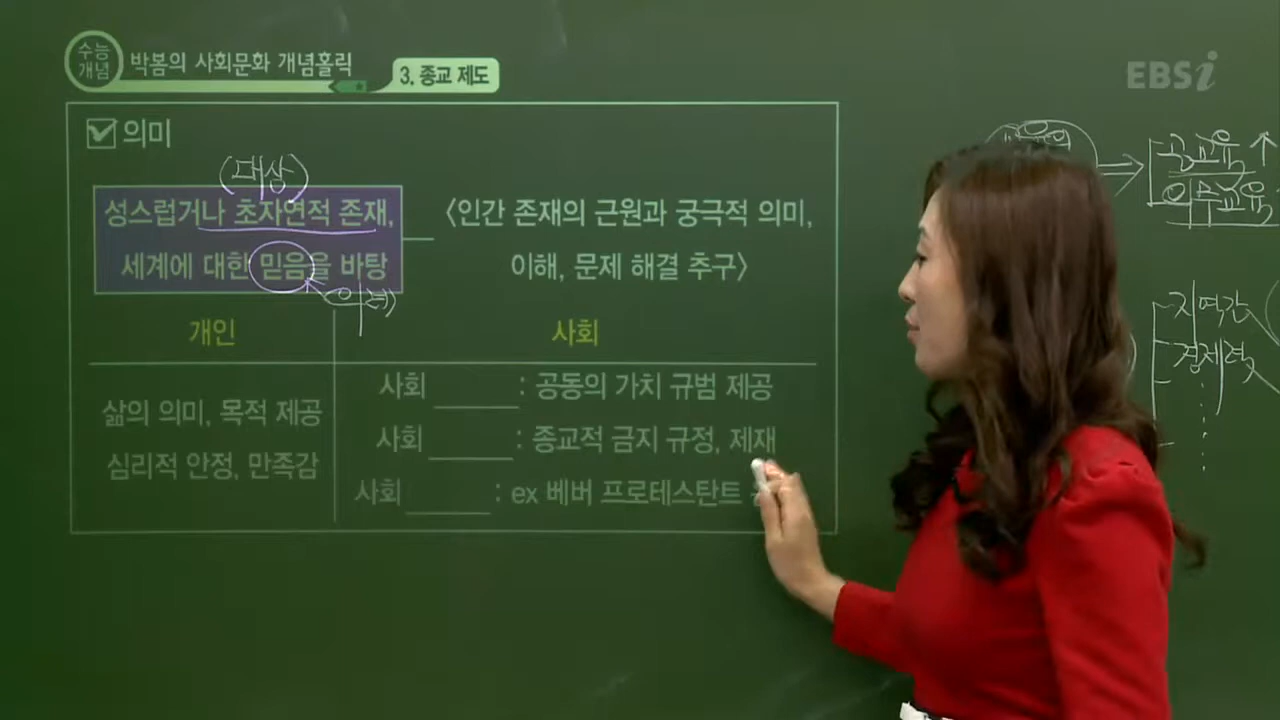 수능
개념
박봄의 사회문화 개념홀릭
3. 종교 제도
EBSi
의미
(대상)
성스럽거나 초자연적 존재,
세계에 대한 믿음을 바탕
<인간 존재의 근원과 궁극적 의미,
이해, 문제 해결 추구>
개인
사회
삶의 의미, 목적 제공
심리적 안정, 만족감
사회 ______ : 공동의 가치 규범 제공
사회 ______ : 종교적 금지 규정, 제재
사회 ______ : ex 베버 프로테스탄트
공교육 ↑
의무교육
지역간
경제력